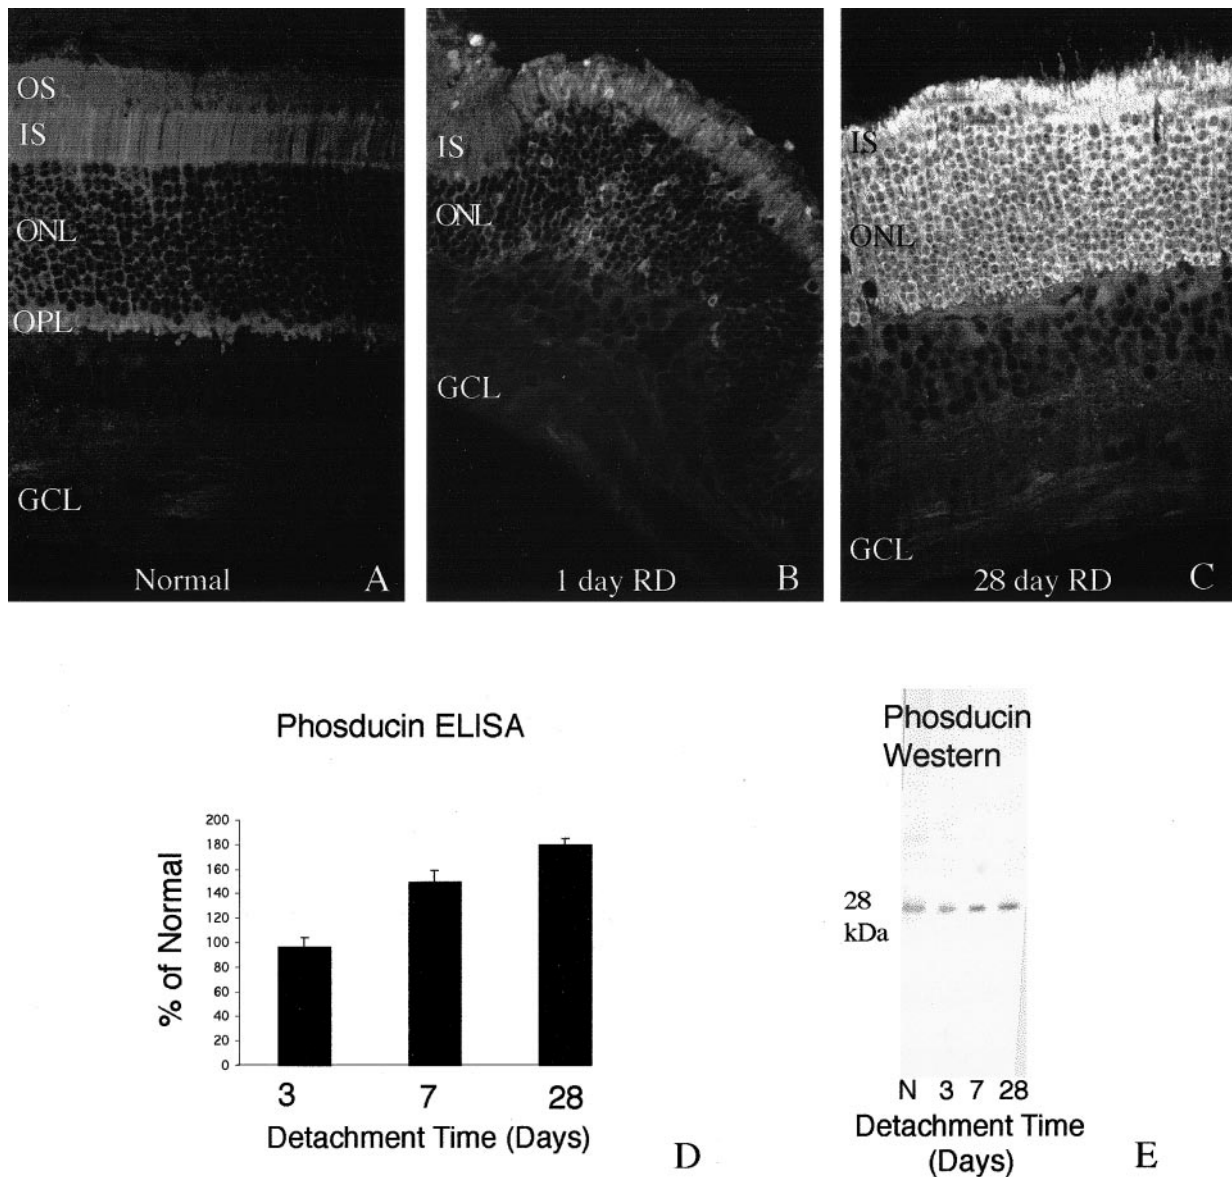 OS
IS
ONL
OPL
GCL
Normal A
IS
ONL
GCL
1 day RD B
IS
ONL
GCL
28 day RD C
Phosducin ELISA
% of Normal
200
180
160
140
120
100
80
60
40
20
0
3 7 28
Detachment Time (Days)
D
Phosducin
Western
28
kDa
N 3 7 28
Detachment Time
(Days)
E